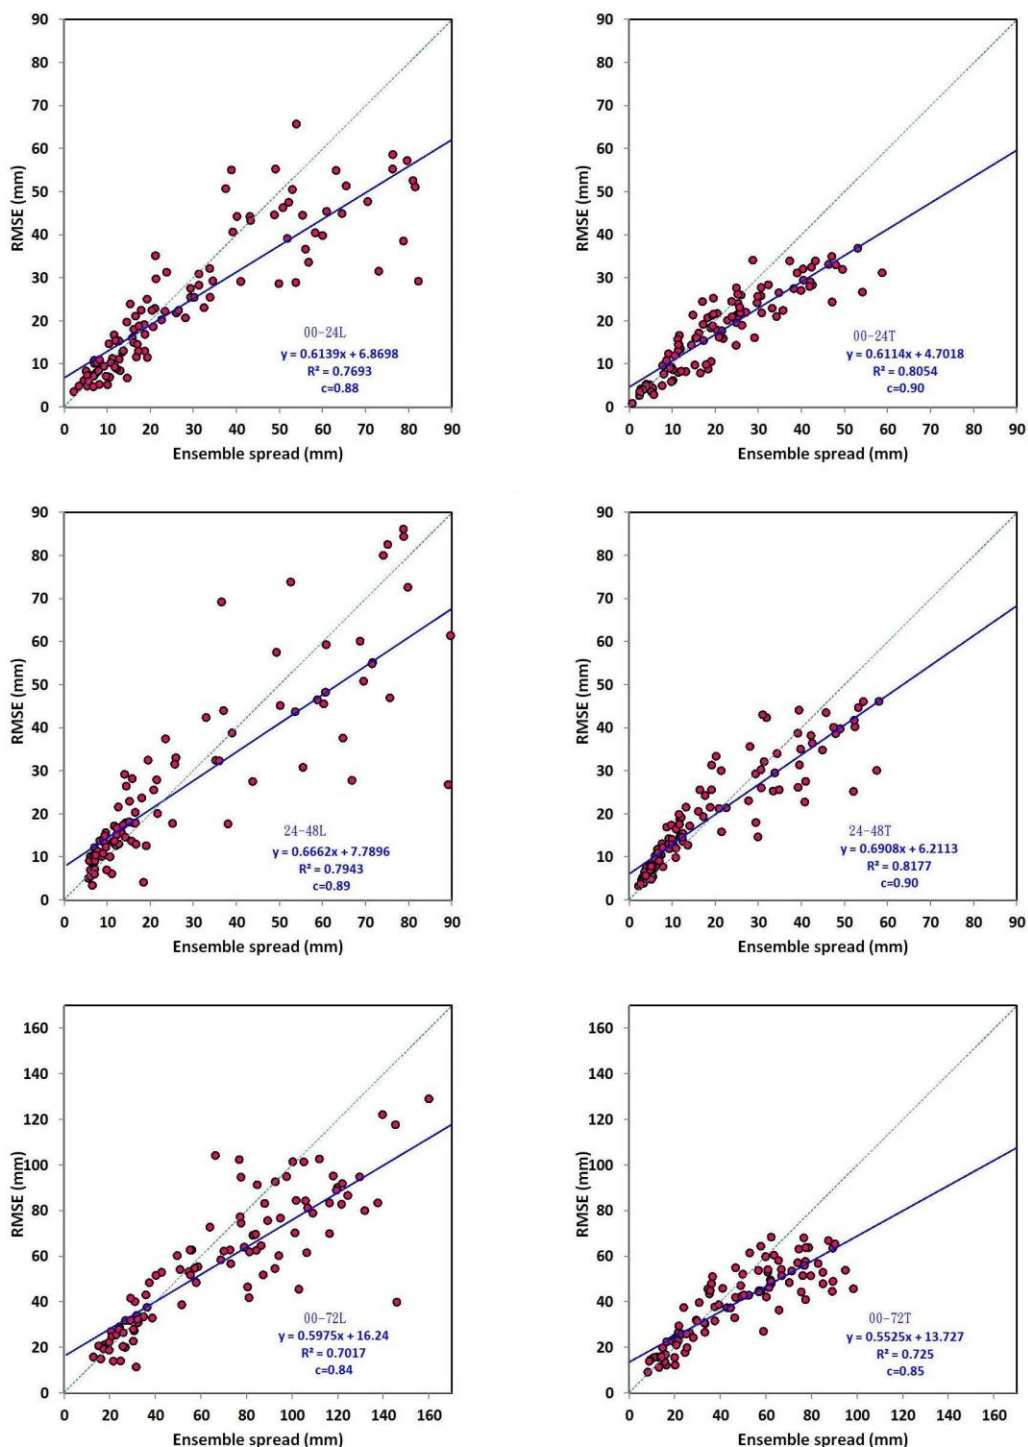 90
80
70
60
50
40
30
20
10
0
RMSE (mm)
00-24L
y = 0.6139x + 6.8698
R² = 0.7693
c=0.88
0 10 20 30 40 50 60 70 80 90
Ensemble spread (mm)
90
80
70
60
50
40
30
20
10
0
RMSE (mm)
00-24T
y = 0.6114x + 4.7018
R² = 0.8054
c=0.90
0 10 20 30 40 50 60 70 80 90
Ensemble spread (mm)
90
80
70
60
50
40
30
20
10
0
RMSE (mm)
24-48L
y = 0.6662x + 7.7896
R² = 0.7943
c=0.89
0 10 20 30 40 50 60 70 80 90
Ensemble spread (mm)
90
80
70
60
50
40
30
20
10
0
RMSE (mm)
24-48T
y = 0.6908x + 6.2113
R² = 0.8177
c=0.90
0 10 20 30 40 50 60 70 80 90
Ensemble spread (mm)
160
140
120
100
80
60
40
20
0
RMSE (mm)
00-72L
y = 0.5975x + 16.24
R² = 0.7017
c=0.84
0 20 40 60 80 100 120 140 160
Ensemble spread (mm)
160
140
120
100
80
60
40
20
0
RMSE (mm)
00-72T
y = 0.5525x + 13.727
R² = 0.725
c=0.85
0 20 40 60 80 100 120 140 160
Ensemble spread (mm)